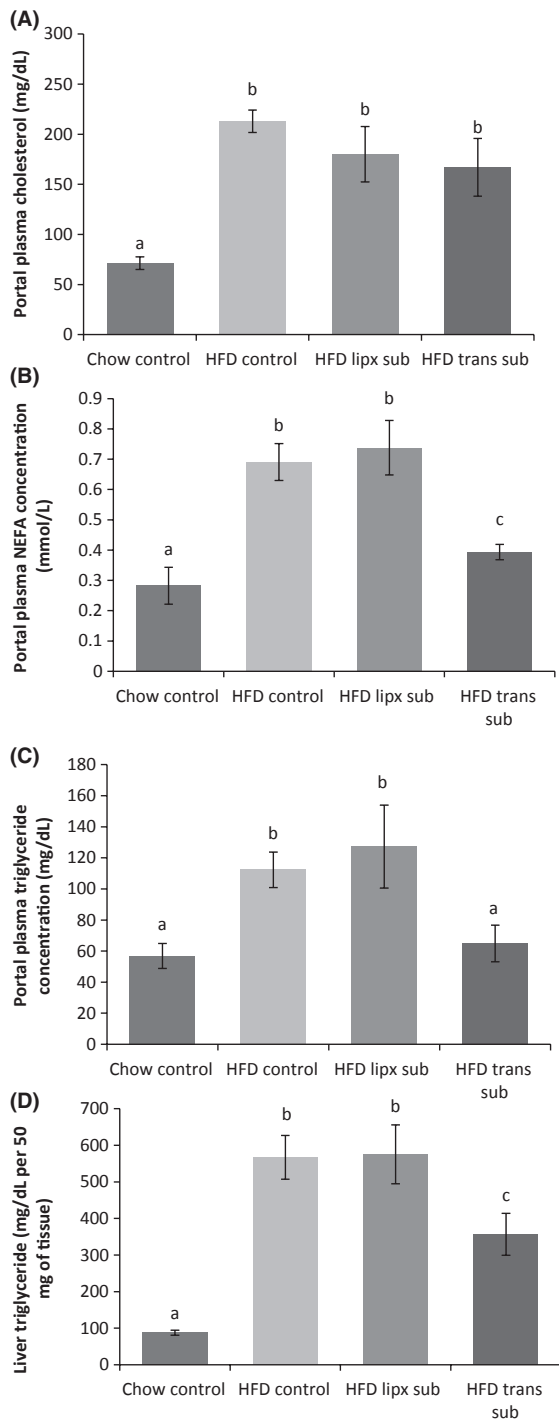 (A)
Portal plasma cholesterol (mg/dL)
300
250
200
150
100
50
0
a
b
b
b
Chow control
HFD control
HFD lipx sub
HFD trans sub
(B)
Portal plasma NEFA concentration
(mmol/L)
0.9
0.8
0.7
0.6
0.5
0.4
0.3
0.2
0.1
0
a
b
b
c
Chow control
HFD control
HFD lipx sub
HFD trans
sub
(C)
Portal plasma triglyceride
concentration (mg/dL)
180
160
140
120
100
80
60
40
20
0
a
b
b
a
Chow control
HFD control
HFD lipx sub
HFD trans
sub
(D)
Liver triglyceride (mg/dL per 50
mg of tissue)
700
600
500
400
300
200
100
0
a
b
b
c
Chow control
HFD control
HFD lipx sub
HFD trans
sub